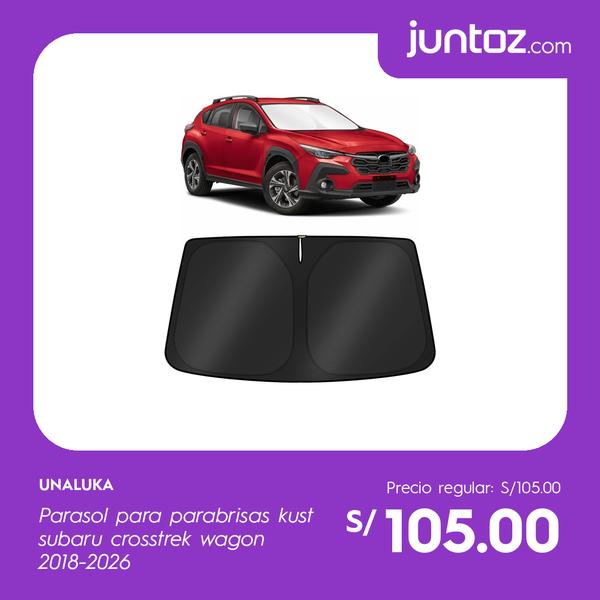 juntoz.com
UNALUKA
Parasol para parabrisas kust
subaru crosstrek wagon
2018-2026
Precio regular: S/105.00
S/105.00